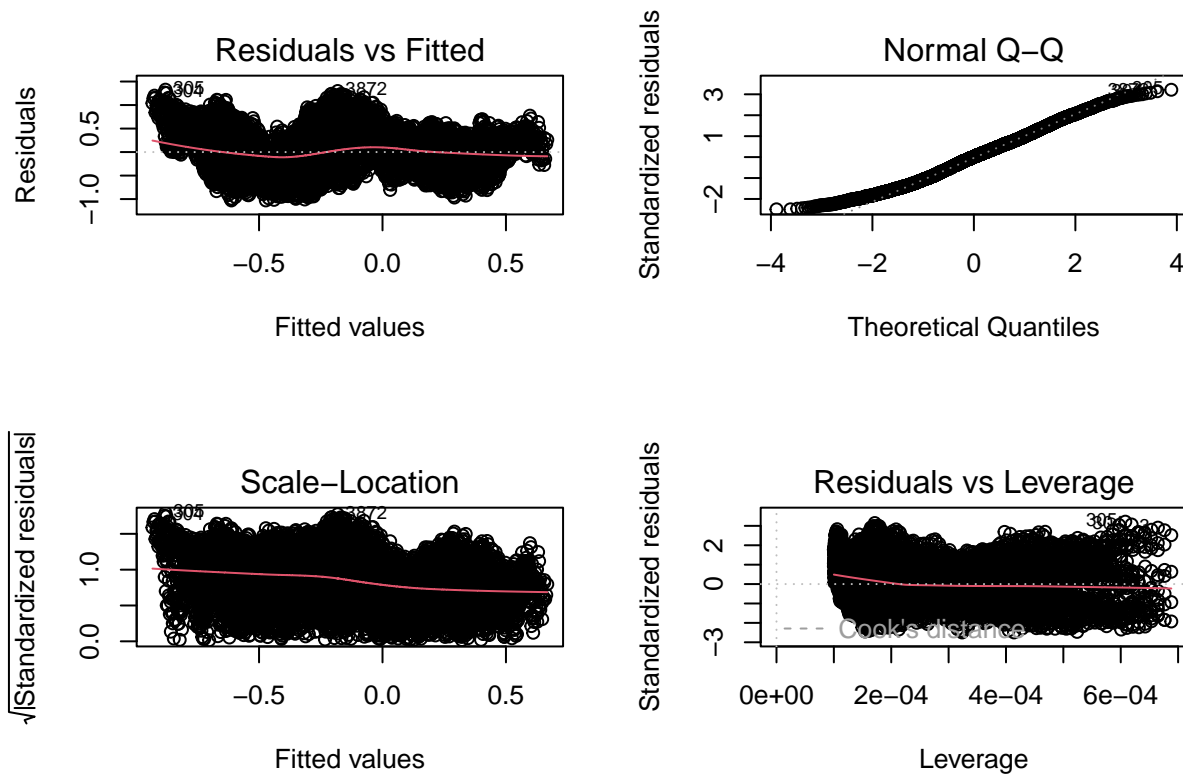 Residuals vs Fitted
Residuals
0.5
−1.0
305
304
3872
−0.5 0.0 0.5
Fitted values
Normal Q−Q
Standardized residuals
3
1
−2
305
−4 −2 0 2 4
Theoretical Quantiles
Scale−Location
√|Standardized residuals|
1.0
0.0
305
304
3872
−0.5 0.0 0.5
Fitted values
Residuals vs Leverage
Standardized residuals
2
0
−3
305
Cook's distance
0e+00 2e−04 4e−04 6e−04
Leverage